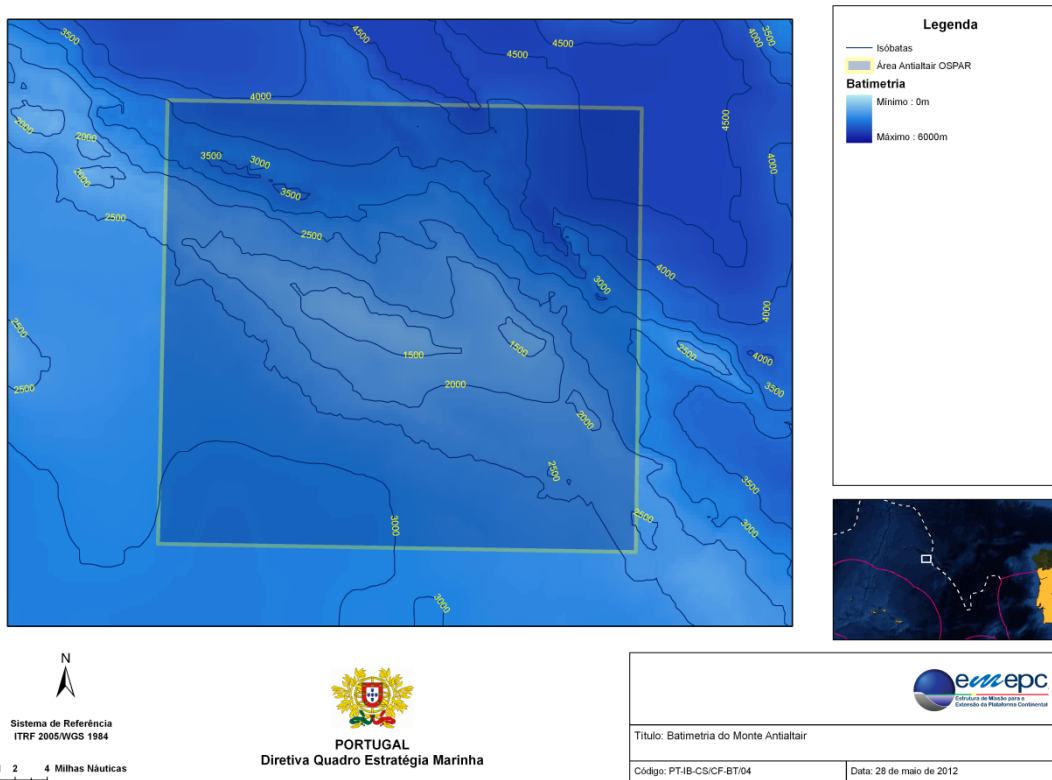 4500
4500
4500
4000
3500
4000
4500
4000
2000
2000
2000
2500
3500
3000
3500
2500
4000
3000
4000
2500
2500
1500
1500
2500
4000
3500
2000
2000
2500
3500
2500
3000
3000
3000
Legenda
Isóbatas
Área Antialtair OSPAR
Batimetria
Mínimo : 0m
Máximo : 6000m
N
Sistema de Referência
ITRF 2005/WGS 1984
2 4 Milhas Náuticas
PORTUGAL
Diretiva Quadro Estratégia Marinha
emepc
Estrutura de Missão para a
Extensão da Plataforma Continental
Título: Batimetria do Monte Antialtair
Código: PT-IB-CS/CF-BT/04
Data: 28 de maio de 2012